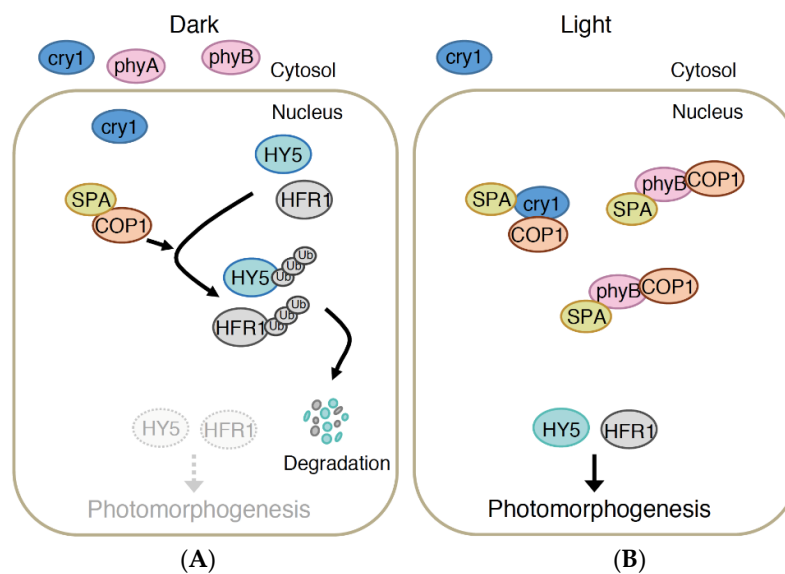 Dark
cry1
phyA
phyB
Cytosol
Nucleus
cry1
HY5
HFR1
SPA
COP1
HY5
Ub
Ub
Ub
HFR1
Ub
Ub
Ub
HY5
HFR1
Degradation
Photomorphogenesis
(A)
Light
cry1
Cytosol
Nucleus
SPA
cry1
COP1
phyB
COP1
SPA
phyB
COP1
SPA
HY5
HFR1
Photomorphogenesis
(B)